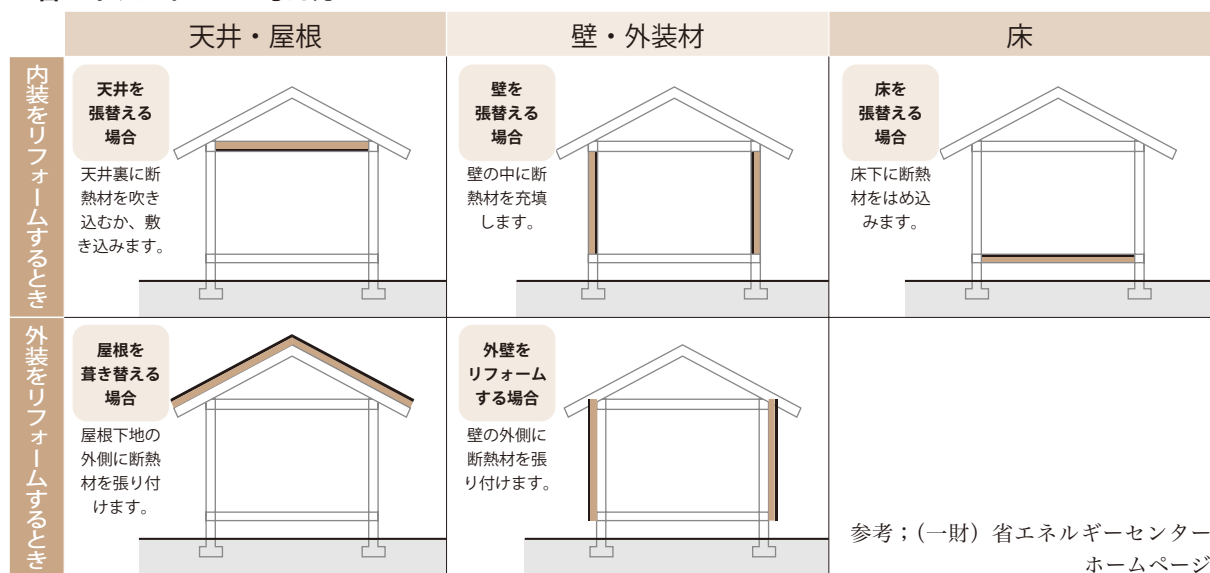 天井・屋根
壁・外装材
床
内装をリフォームするとき
天井を
張替える
場合
天井裏に断
熱材を吹き
込むか、敷
き込みます。
壁を
張替える
場合
壁の中に断
熱材を充填
します。
床を
張替える
場合
床下に断熱
材をはめ込
みます。
外装をリフォームするとき
屋根を
葺き替える
場合
屋根下地の
外側に断熱
材を張り付
けます。
外壁を
リフォーム
する場合
壁の外側に
断熱材を張
り付けます。
参考；（一財）省エネルギーセンター
ホームページ